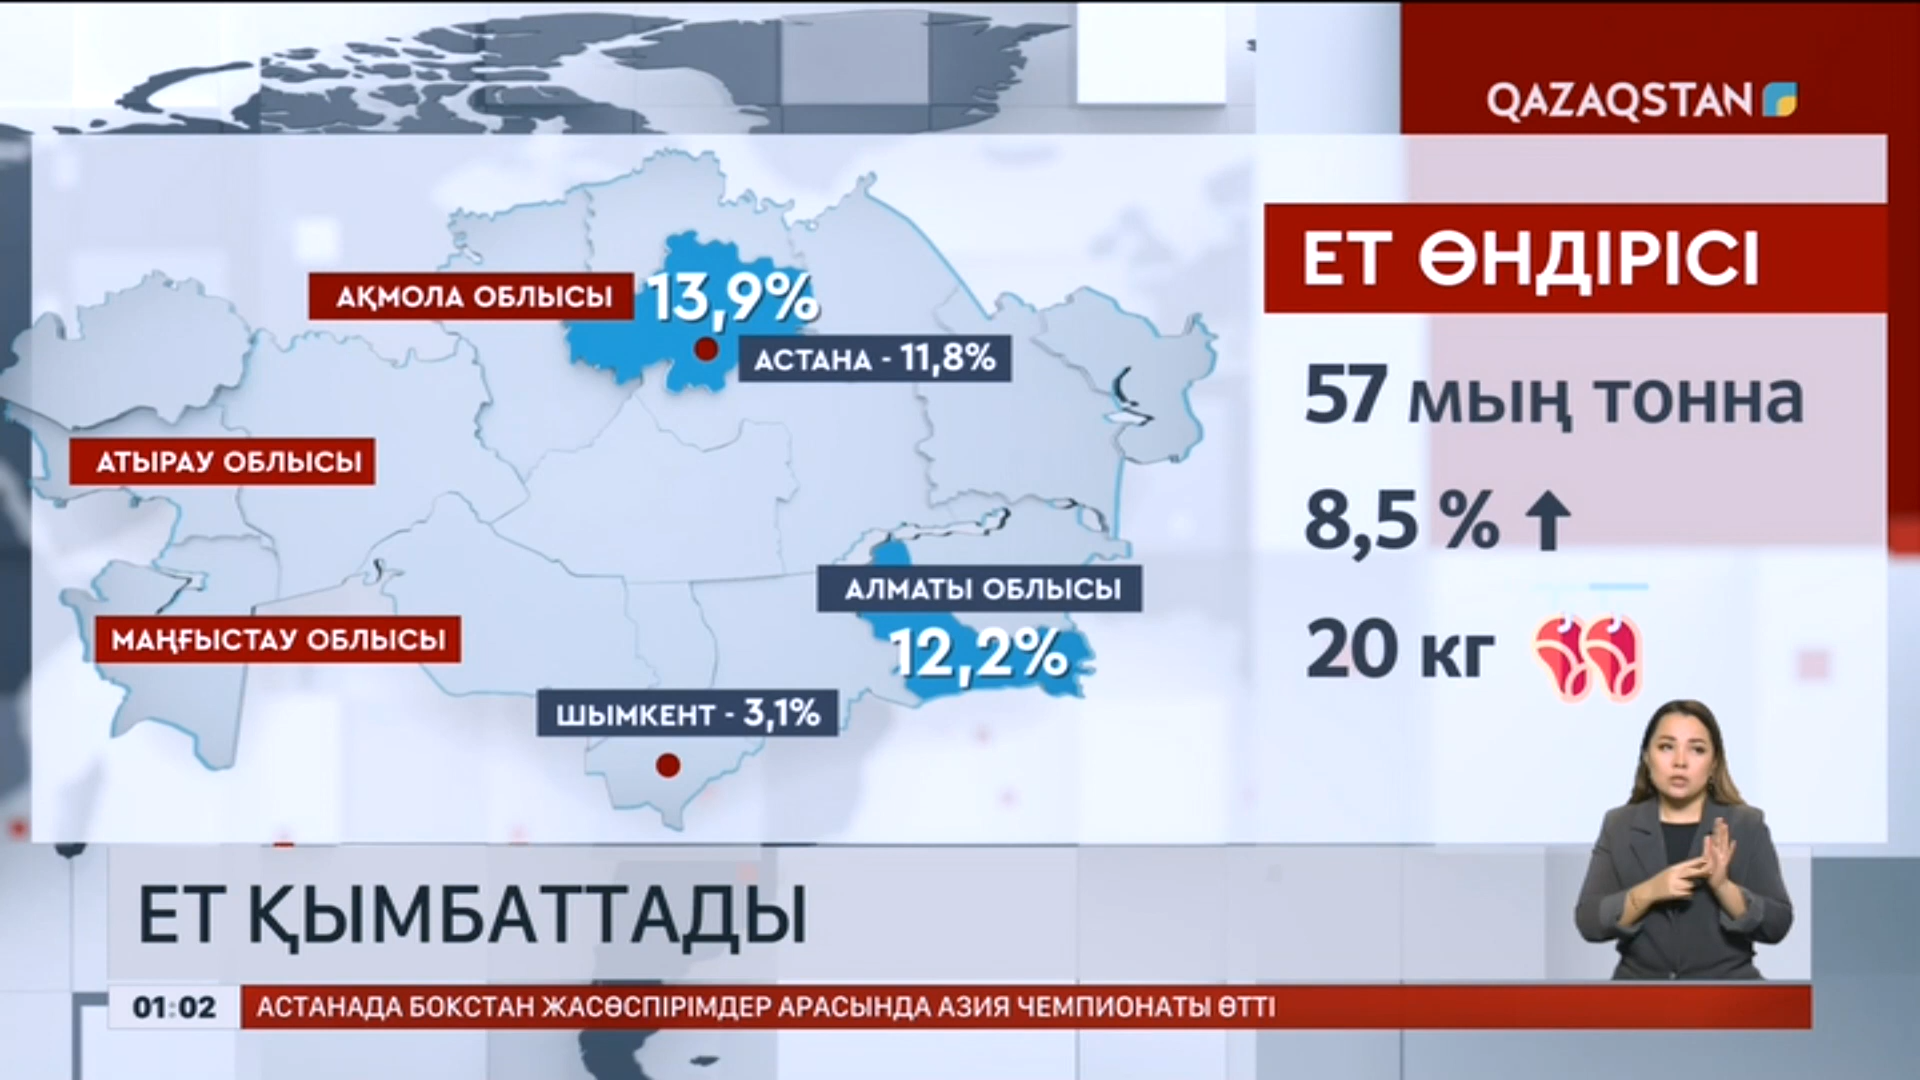 QAZAQSTAN
АҚМОЛА ОБЛЫСЫ 13,9%
АСТАНА - 11,8%
АТЫРАУ ОБЛЫСЫ
АЛМАТЫ ОБЛЫСЫ
12,2%
МАҢҒЫСТАУ ОБЛЫСЫ
ШЫМКЕНТ - 3,1%
ЕТ ӨНДІРІСІ
57 мың тонна
8,5 %
20 кг
ЕТ ҚЫМБАТТАДЫ
01:02
АСТАНАДА БОКСТАН ЖАСӨСПІРІМДЕР АРАСЫНДА АЗИЯ ЧЕМПИОНАТЫ ӨТТІ